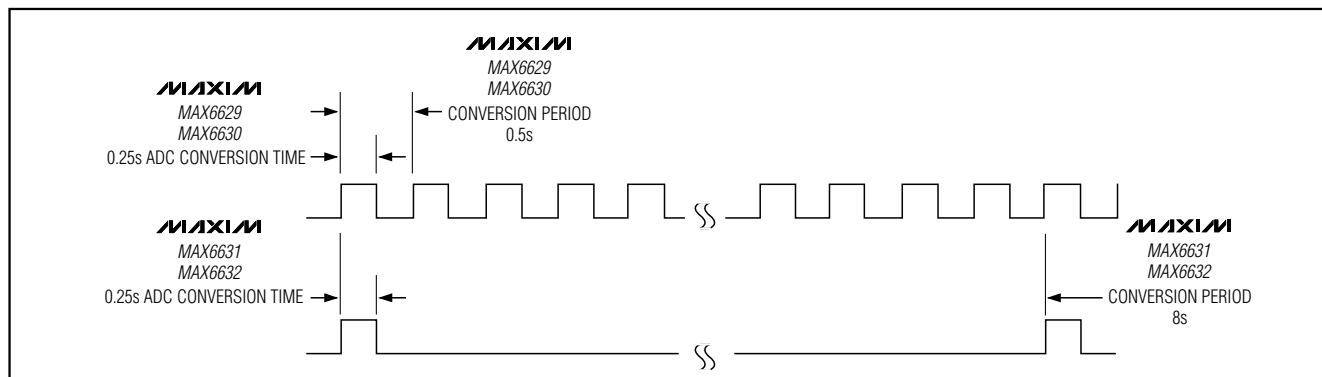 MAXIM
MAX6629
MAX6630
CONVERSION PERIOD
0.5s
MAXIM
MAX6629
MAX6630
0.25s ADC CONVERSION TIME
MAXIM
MAX6631
MAX6632
0.25s ADC CONVERSION TIME
MAXIM
MAX6631
MAX6632
CONVERSION PERIOD
8s